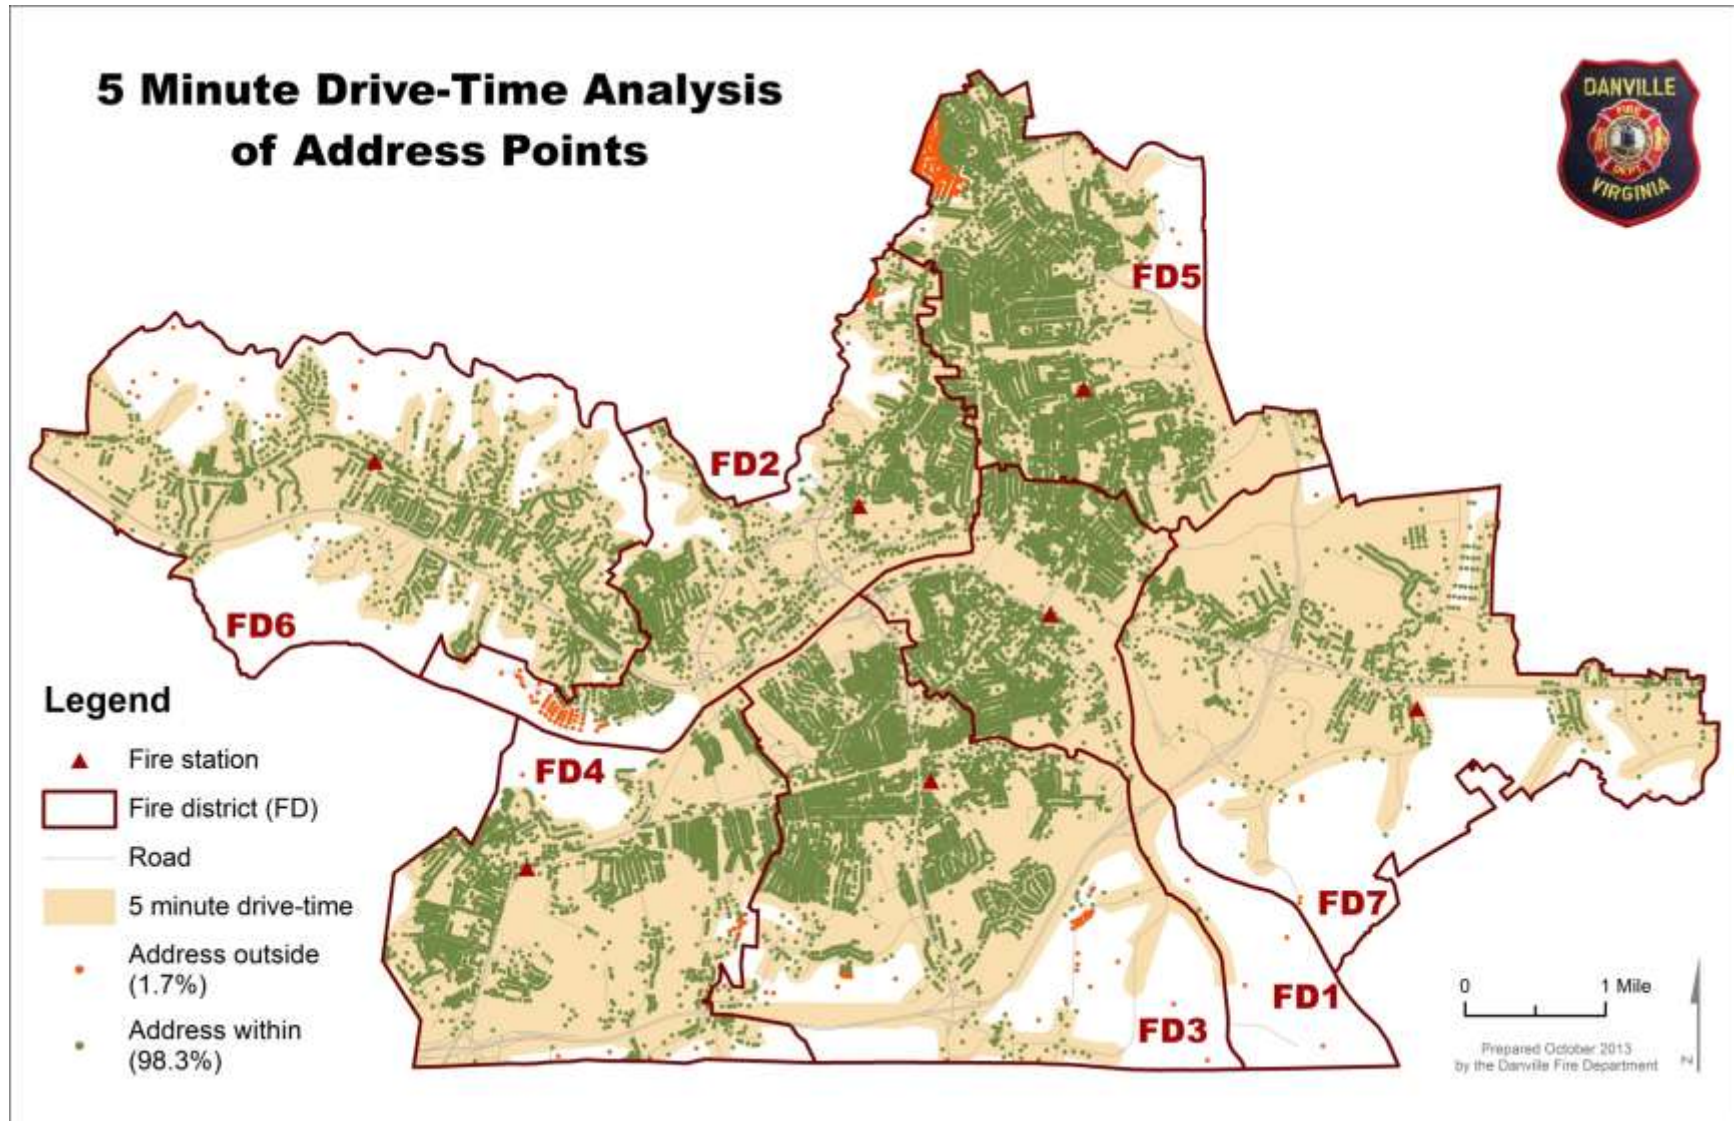 5 Minute Drive-Time Analysis
of Address Points
DANVILLE
FIRE
DEPT.
VIRGINIA
FD5
FD2
FD6
FD4
FD7
FD1
FD3
Legend
Fire station
Fire district (FD)
Road
5 minute drive-time
Address outside
(1.7%)
Address within
(98.3%)
0 1 Mile
Prepared October 2013
by the Danville Fire Department
N